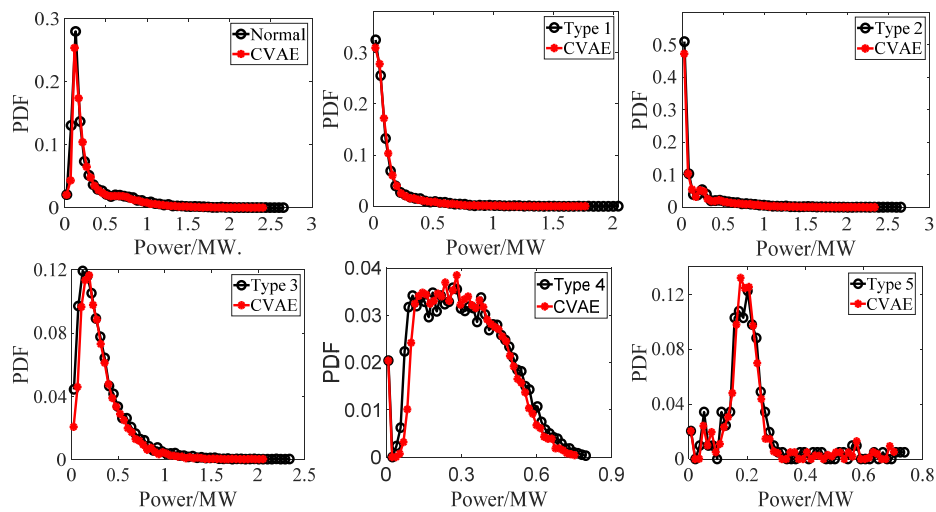 0.3
0.2
0.1
0
PDF
Normal
CVAE
0
0.5
1
1.5
2
2.5
3
Power/MW.
0.3
0.2
0.1
0
PDF
Type 1
CVAE
0
0.5
1
1.5
2
Power/MW
0.5
0.4
0.3
0.2
0.1
0
PDF
Type 2
CVAE
0
0.5
1
1.5
2
2.5
3
Power/MW
0.12
0.08
0.04
0
PDF
Type 3
CVAE
0
0.5
1
1.5
2
2.5
Power/MW
0.04
0.03
0.02
0.01
0
PDF
Type 4
CVAE
0
0.3
0.6
0.9
Power/MW
0.12
0.08
0.04
0
PDF
Type 5
CVAE
0
0.2
0.4
0.6
0.8
Power/MW